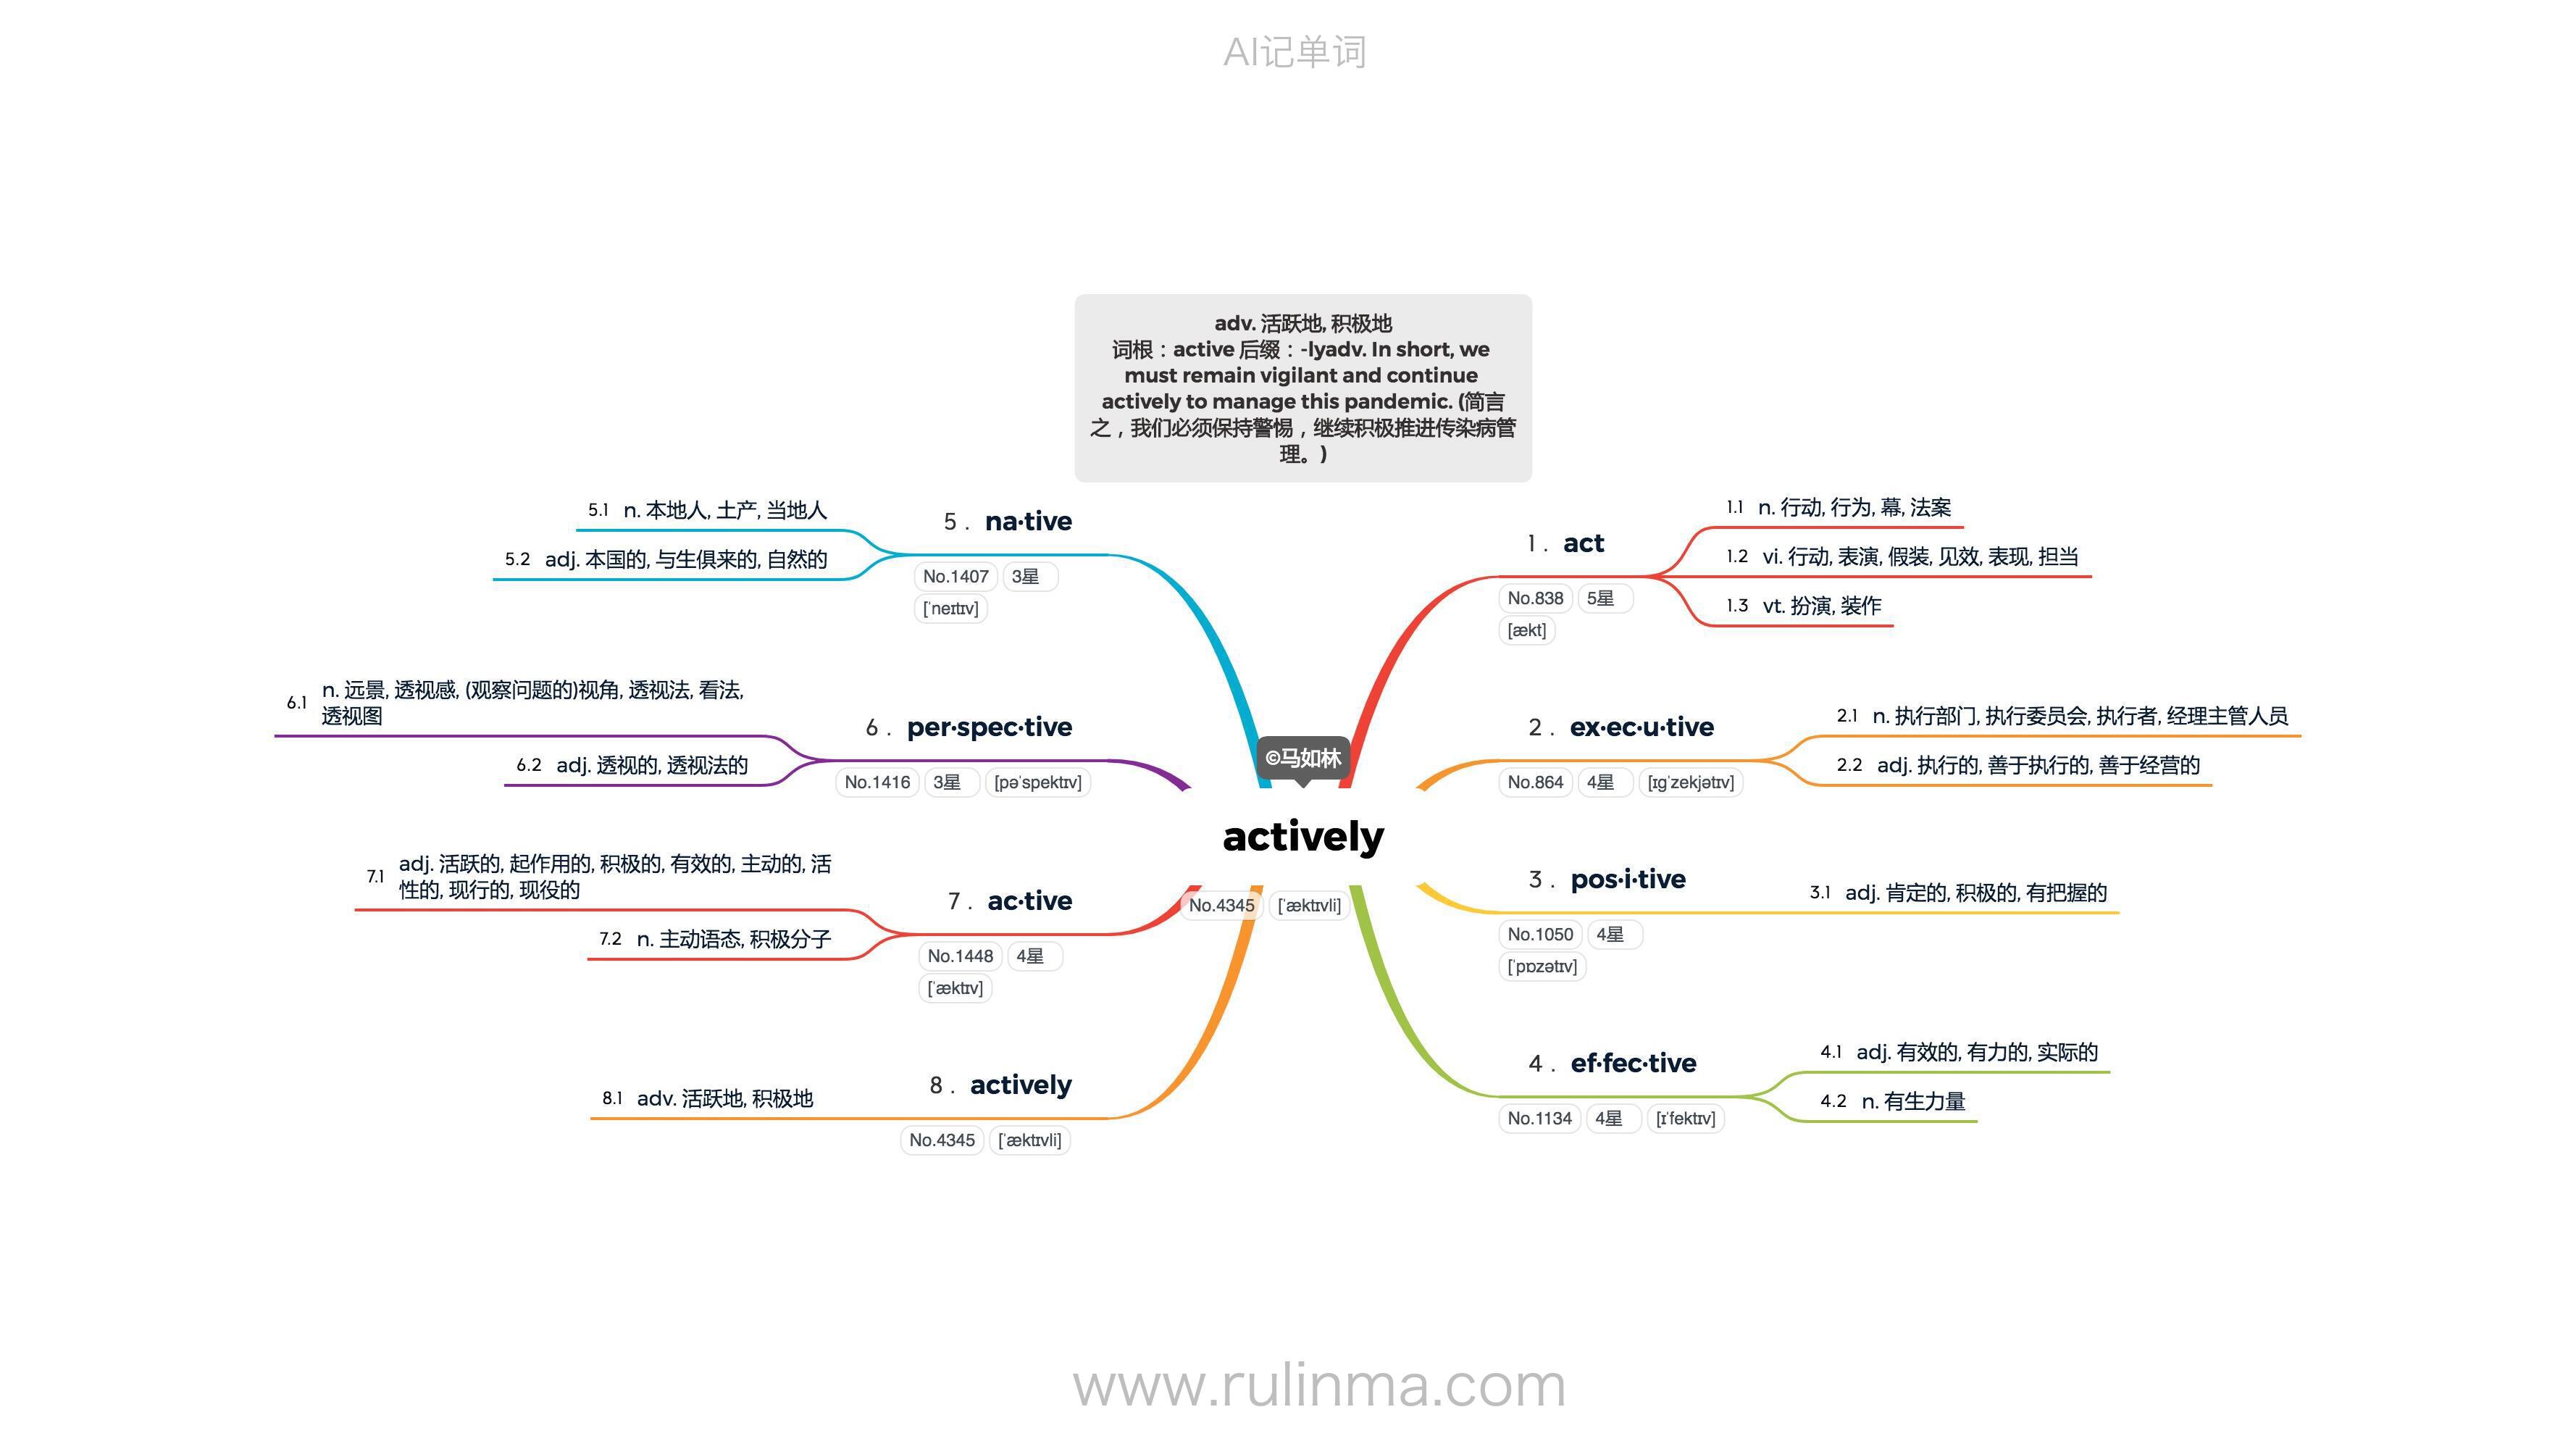 AI记单词
adv. 活跃地, 积极地
词根：active 后缀：-lyadv. In short, we
must remain vigilant and continue
actively to manage this pandemic. (简言
之，我们必须保持警惕，继续积极推进传染病管
理。)
©马如林
actively
No.4345 [ˈæktɪvli]
1 . act
No.838 5星
[ækt]
1.1 n. 行动, 行为, 幕, 法案
1.2 vi. 行动, 表演, 假装, 见效, 表现, 担当
1.3 vt. 扮演, 装作
2 . ex·ec·u·tive
No.864 4星 [ɪɡˈzekjətɪv]
2.1 n. 执行部门, 执行委员会, 执行者, 经理主管人员
2.2 adj. 执行的, 善于执行的, 善于经营的
3 . pos·i·tive
No.1050 4星
[ˈpɒzətɪv]
3.1 adj. 肯定的, 积极的, 有把握的
4 . ef·fec·tive
No.1134 4星 [ɪˈfektɪv]
4.1 adj. 有效的, 有力的, 实际的
4.2 n. 有生力量
5 . na·tive
No.1407 3星
[ˈneɪtɪv]
5.1 n. 本地人, 土产, 当地人
5.2 adj. 本国的, 与生俱来的, 自然的
6 . per·spec·tive
No.1416 3星 [pəˈspektɪv]
6.1 n. 远景, 透视感, (观察问题的)视角, 透视法, 看法,
透视图
6.2 adj. 透视的, 透视法的
7 . ac·tive
No.1448 4星
[ˈæktɪv]
7.1 adj. 活跃的, 起作用的, 积极的, 有效的, 主动的, 活
性的, 现行的, 现役的
7.2 n. 主动语态, 积极分子
8 . actively
No.4345 [ˈæktɪvli]
8.1 adv. 活跃地, 积极地
www.rulinma.com